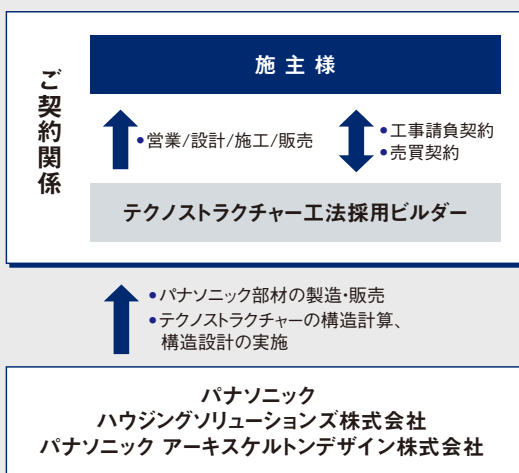 ご契約関係
施主様
•営業/設計/施工/販売
•工事請負契約
•売買契約
テクノストラクチャー工法採用ビルダー
•パナソニック部材の製造・販売
•テクノストラクチャーの構造計算、
構造設計の実施
パナソニック
ハウジングソリューションズ株式会社
パナソニック アーキスケルトンデザイン株式会社